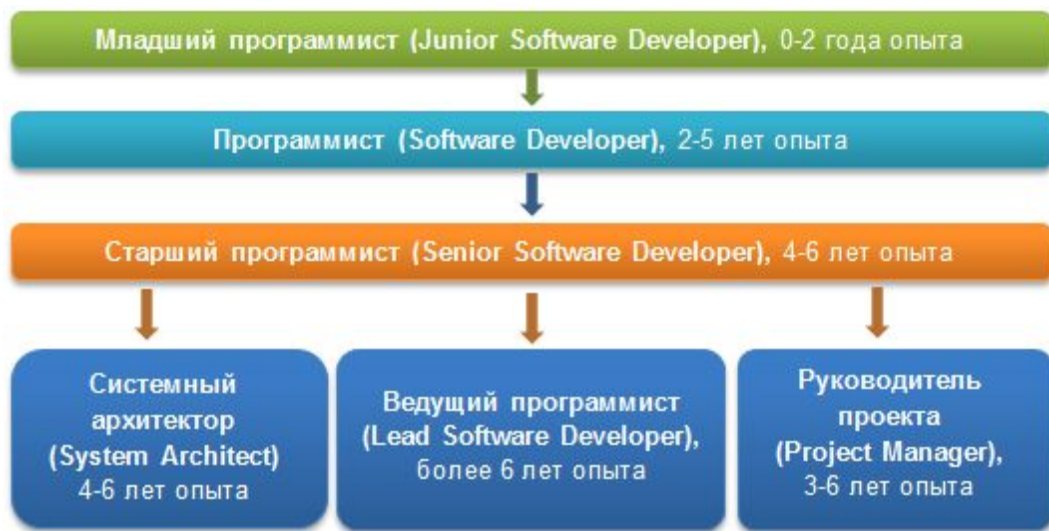 Младший программист (Junior Software Developer), 0-2 года опыта
Программист (Software Developer), 2-5 лет опыта
Старший программист (Senior Software Developer), 4-6 лет опыта
Системный
архитектор
(System Architect)
4-6 лет опыта
Ведущий программист
(Lead Software Developer),
более 6 лет опыта
Руководитель
проекта
(Project Manager),
3-6 лет опыта